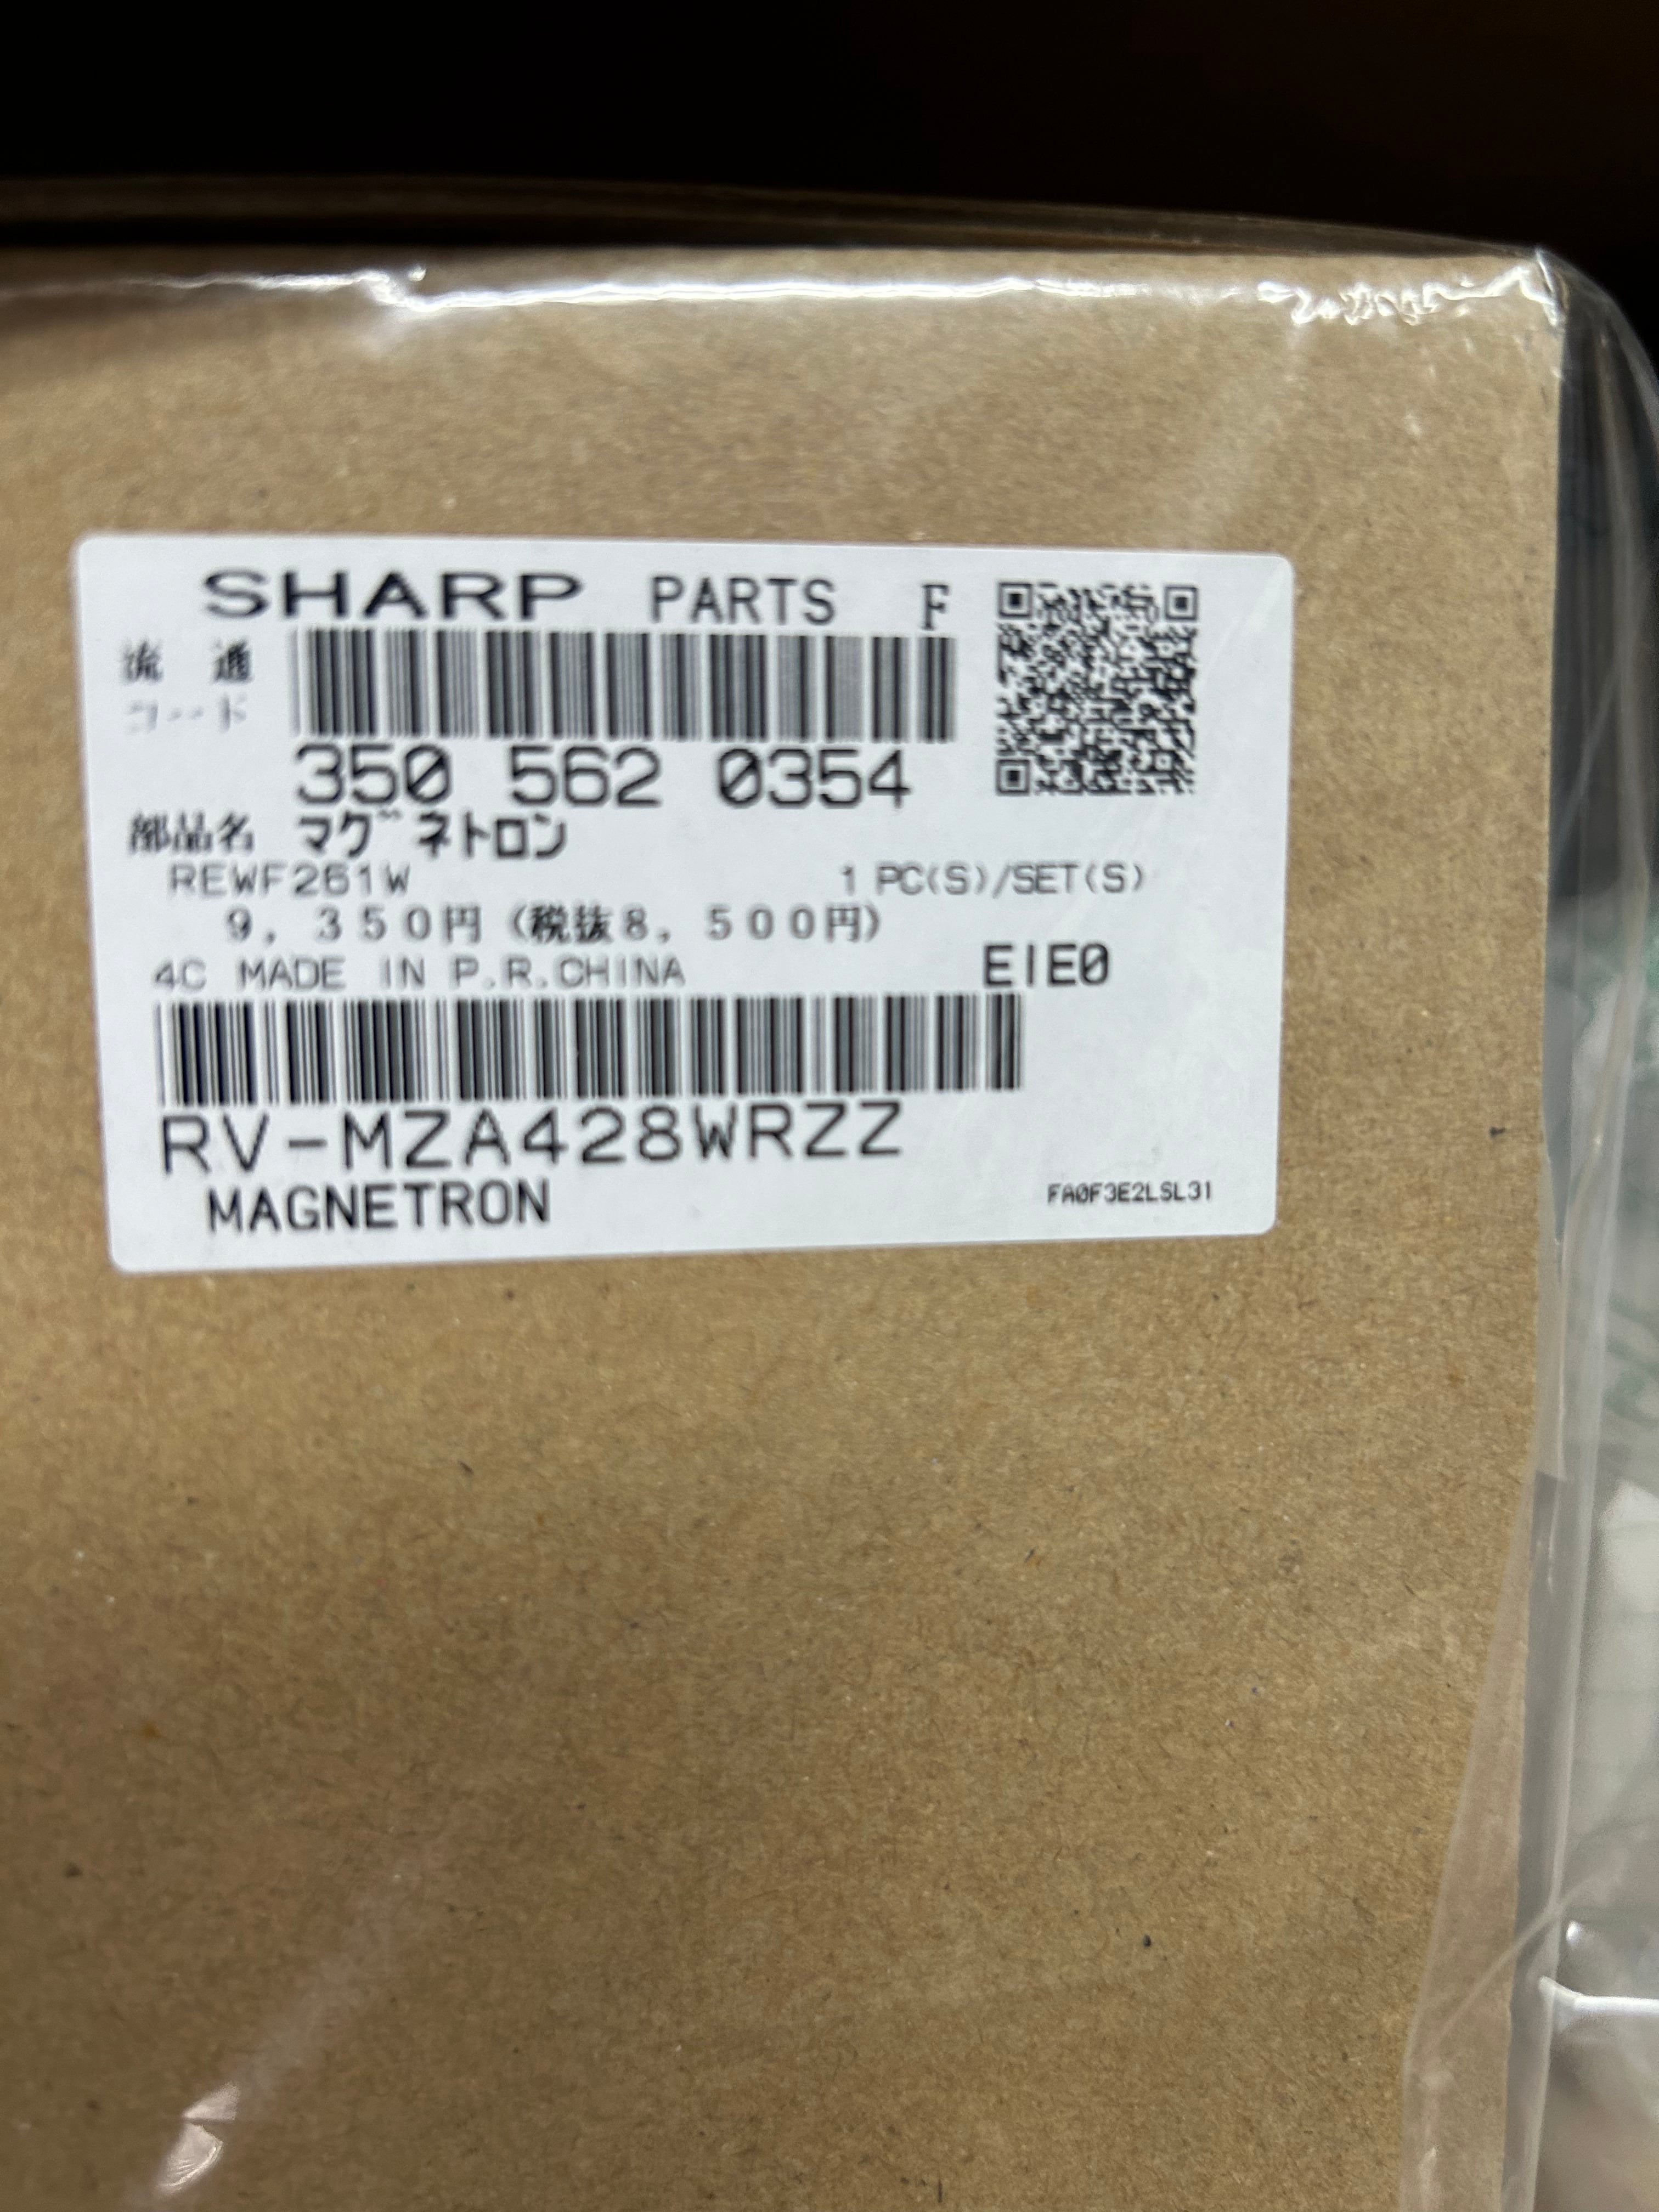 SHARP PARTS F
流通
コード
350 562 0354
部品名 マグネトロン
REWF261W 1 PC(S)/SET(S)
9,350円(税抜8,500円)
4C MADE IN P.R.CHINA E1E0
RV-MZA428WRZZ
MAGNETRON FA0F3E2LSL31